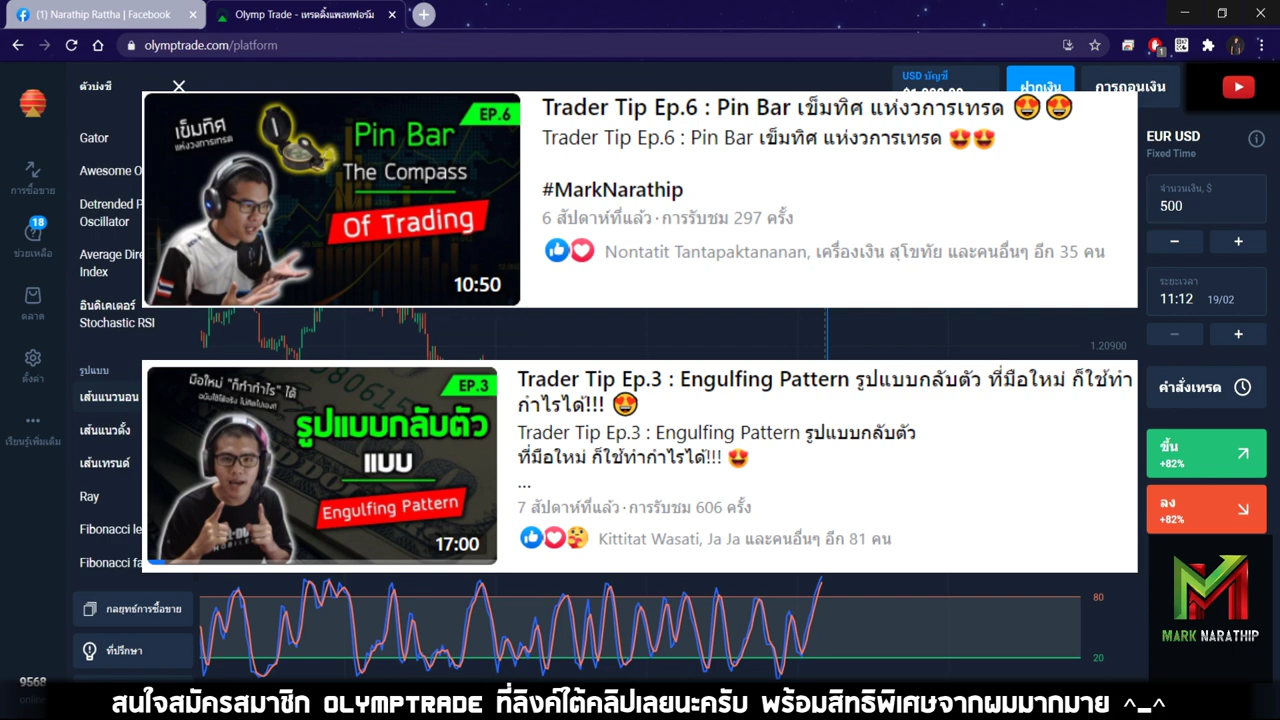 (1) Narathip Rattha | Facebook
Olymp Trade - เทรดดิ้งแพลทฟอร์ม
olymptrade.com/platform
ตัวบ่งชี้
USD บัญชี
ฝากเงิน
การถอนเงิน
Gator
Awesome O
Detrended P
Oscillator
Average Dire
Index
อินดิเคเตอร์
Stochastic RSI
รูปแบบ
เส้นแนวนอน
เส้นแนวตั้ง
เส้นเทรนด์
Ray
Fibonacci le
Fibonacci fa
กลยุทธ์การซื้อขาย
ที่ปรึกษา
การซื้อขาย
18
ช่วยเหลือ
ตลาด
ตั้งค่า
เรียนรู้เพิ่มเติม
9568
online
เข็มทิศ
แห่งวงการเทรด
EP.6
Pin Bar
The Compass
Of Trading
10:50
Trader Tip Ep.6 : Pin Bar เข็มทิศ แห่งวการเทรด 😍😍
Trader Tip Ep.6 : Pin Bar เข็มทิศ แห่งวการเทรด 🤩🤩
#MarkNarathip
6 สัปดาห์ที่แล้ว · การรับชม 297 ครั้ง
Nontatit Tantapaktananan, เครื่องเงิน สุโขทัย และคนอื่นๆ อีก 35 คน
มือใหม่ "ก็ทำกำไร" ได้
EP.3
รูปแบบกลับตัว
แบบ
Engulfing Pattern
17:00
Trader Tip Ep.3 : Engulfing Pattern รูปแบบกลับตัว ที่มือใหม่ ก็ใช้ทำ
กำไรได้!!! 😍
Trader Tip Ep.3 : Engulfing Pattern รูปแบบกลับตัว
ที่มือใหม่ ก็ใช้ทำกำไรได้!!! 🤩
...
7 สัปดาห์ที่แล้ว · การรับชม 606 ครั้ง
Kittitat Wasati, Ja Ja และคนอื่นๆ อีก 81 คน
1.20900
80
20
EUR USD
Fixed Time
จำนวนเงิน, $
500
− +
ระยะเวลา
11:12 19/02
− +
คำสั่งเทรด
ขึ้น
+82%
ลง
+82%
MARK NARATHIP
สนใจสมัครสมาชิก OLYMPTRADE ที่ลิงค์ใต้คลิปเลยนะครับ พร้อมสิทธิพิเศษจากผมมากมาย ^_^